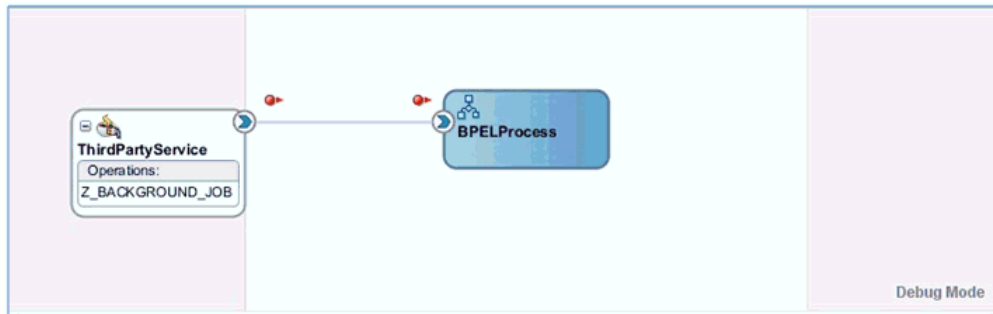 ThirdPartyService
Operations:
Z_BACKGROUND_JOB
BPELProcess
Debug Mode